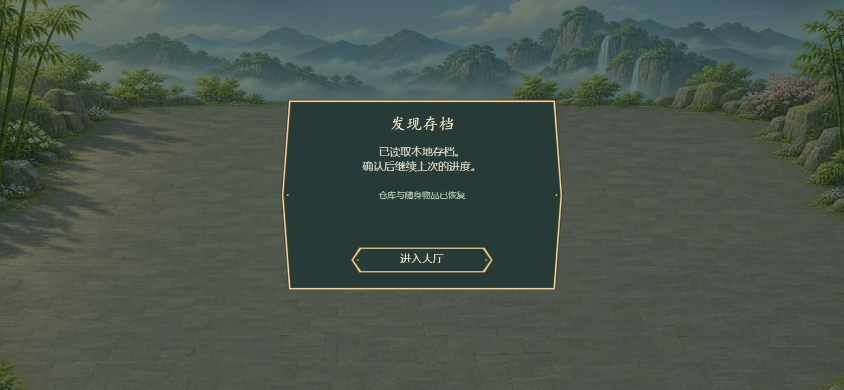 发现存档
已读取本地存档。
确认后继续上次的进度。
仓库与随身物品已恢复
进入大厅